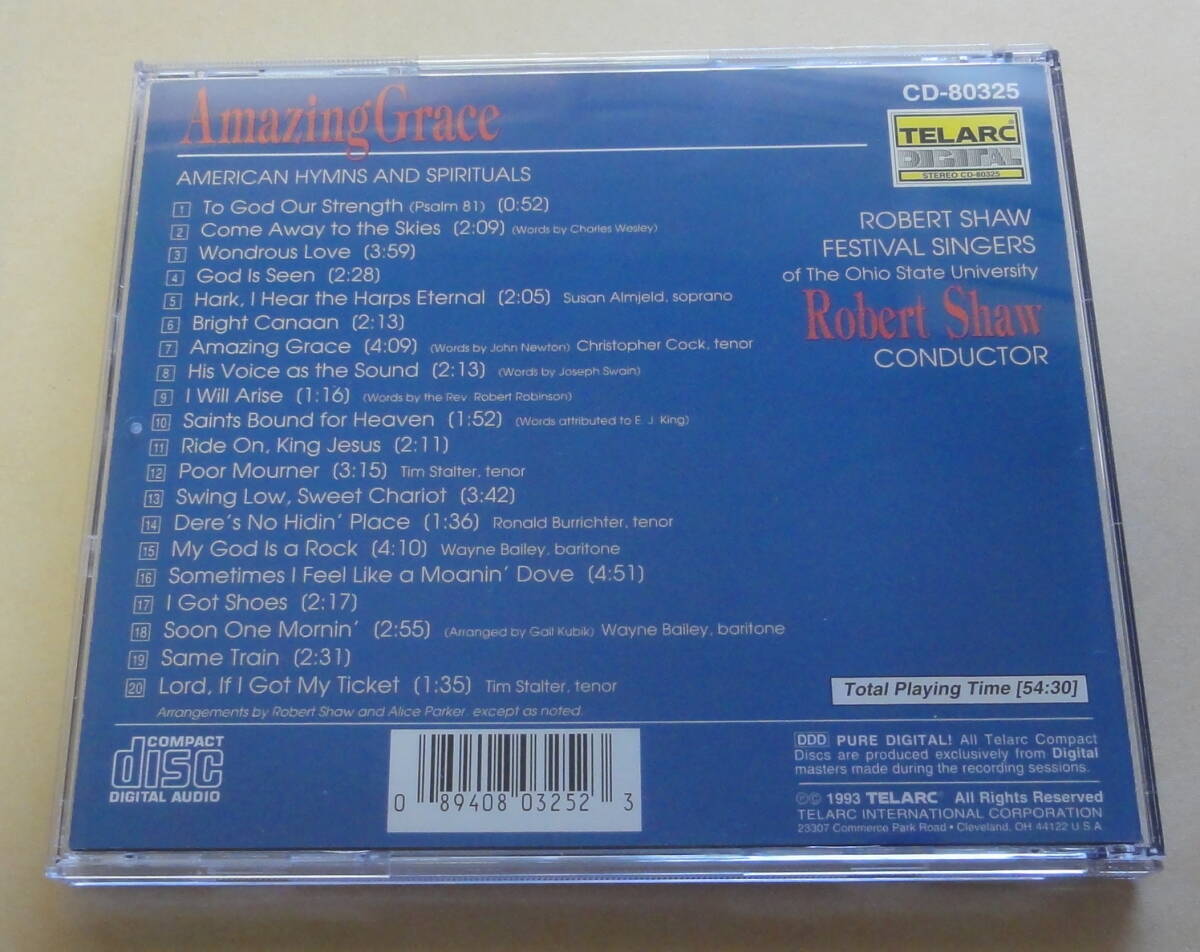 Amazing Grace
AMERICAN HYMNS AND SPIRITUALS
1 To God Our Strength (Psalm 81) (0:52)
2 Come Away to the Skies (2:09) (Words by Charles Wesley)
3 Wondrous Love (3:59)
4 God Is Seen (2:28)
5 Hark, I Hear the Harps Eternal (2:05) Susan Almjeld, soprano
6 Bright Canaan (2:13)
7 Amazing Grace (4:09) (Words by John Newton) Christopher Cock, tenor
8 His Voice as the Sound (2:13) (Words by Joseph Swain)
9 I Will Arise (1:16) (Words by the Rev. Robert Robinson)
10 Saints Bound for Heaven (1:52) (Words attributed to E. J. King)
11 Ride On, King Jesus (2:11)
12 Poor Mourner (3:15) Tim Stalter, tenor
13 Swing Low, Sweet Chariot (3:42)
14 Dere's No Hidin' Place (1:36) Ronald Burrichter, tenor
15 My God Is a Rock (4:10) Wayne Bailey, baritone
16 Sometimes I Feel Like a Moanin' Dove (4:51)
17 I Got Shoes (2:17)
18 Soon One Mornin' (2:55) (Arranged by Gail Kubik) Wayne Bailey, baritone
19 Same Train (2:31)
20 Lord, If I Got My Ticket (1:35) Tim Stalter, tenor
Arrangements by Robert Shaw and Alice Parker, except as noted.
CD-80325
TELARC®
DIGITAL
STEREO CD-80325
ROBERT SHAW
FESTIVAL SINGERS
of The Ohio State University
Robert Shaw
CONDUCTOR
Total Playing Time [54:30]
COMPACT
disc
DIGITAL AUDIO
0 89408 03252 3
DDD PURE DIGITAL! All Telarc Compact
Discs are produced exclusively from Digital
masters made during the recording sessions.
℗© 1993 TELARC® All Rights Reserved
TELARC INTERNATIONAL CORPORATION
23307 Commerce Park Road • Cleveland, OH 44122 U S A